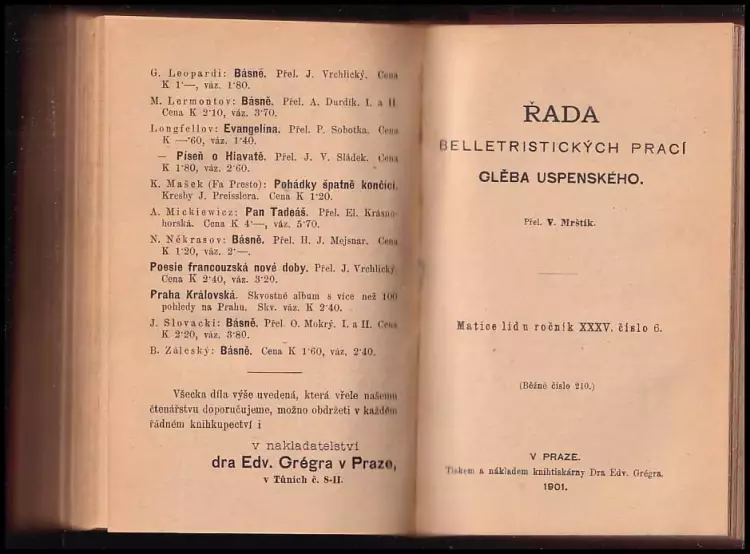 G. Leopardi: Básně. Přel. J. Vrchlický. Cena
K 1·—, váz. 1·80.
M. Lermontov: Básně. Přel. A. Durdík. I. a II.
Cena K 2·10, váz. 3·70.
Longfellov: Evangelina. Přel. P. Sobotka. Cena
K —·60, váz. 1·40.
— Píseň o Hiavatě. Přel. J. V. Sládek. Cena
K 1·80, váz. 2·60.
K. Mašek (Fa Presto): Pohádky špatně končící.
Kresby J. Preisslera. Cena K 1·20.
A. Mickiewicz: Pan Tadeáš. Přel. El. Krásno-
horská. Cena K 4·—, váz. 5·70.
N. Někrasov: Básně. Přel. H. J. Mejsnar. Cena
K 1·20, váz. 2·—.
Poesie francouzská nové doby. Přel. J. Vrchlický.
Cena K 2·40, váz. 3·20.
Praha Královská. Skvostné album s více než 100
pohledy na Prahu. Skv. váz. K 2·40.
J. Slovacki: Básně. Přel. O. Mokrý. I. a II. Cena
K 2·20, váz. 3·80.
B. Záleský: Básně. Cena K 1·60, váz. 2·40.
Všecka díla výše uvedená, která vřele našemu
čtenářstvu doporučujeme, možno obdržeti v každém
řádném knihkupectví i
v nakladatelství
dra Edv. Grégra v Praze,
v Tůních č. 8-II.
ŘADA
BELLETRISTICKÝCH PRACÍ
GLĚBA USPENSKÉHO.
Přel. V. Mrštík.
Matice lidu ročník XXXV. číslo 6.
(Běžné číslo 210.)
V PRAZE.
Tiskem a nákladem knihtiskárny Dra Edv. Grégra.
1901.